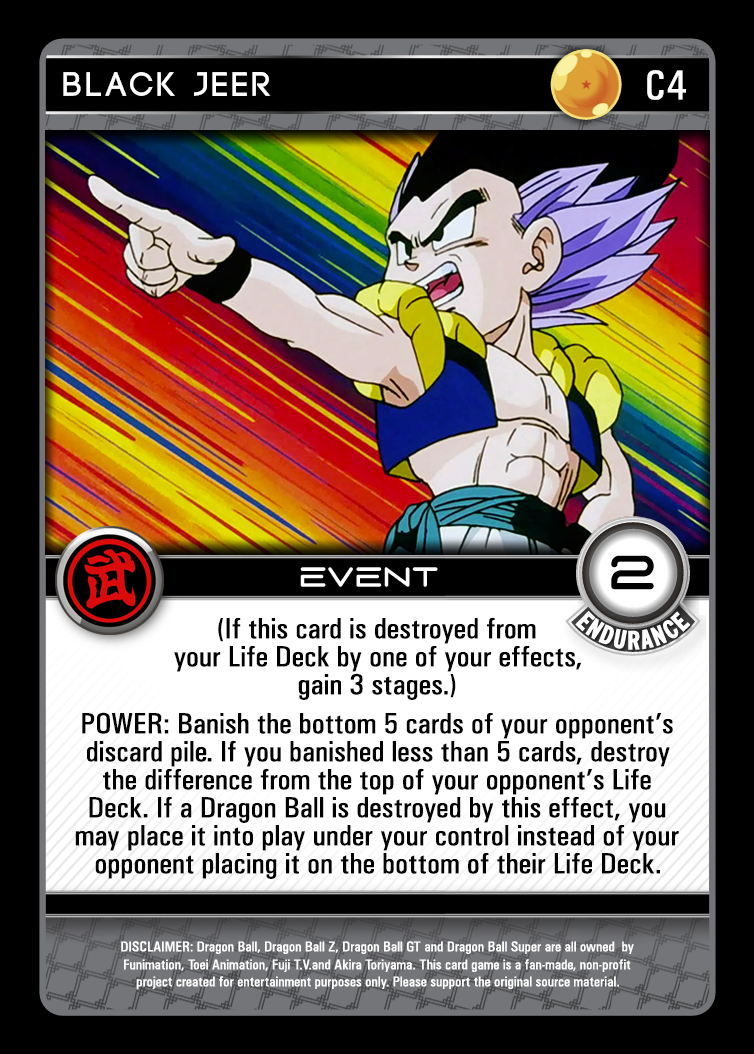 BLACK JEER
C4
武
EVENT
2
ENDURANCE
(If this card is destroyed from
your Life Deck by one of your effects,
gain 3 stages.)
POWER: Banish the bottom 5 cards of your opponent's
discard pile. If you banished less than 5 cards, destroy
the difference from the top of your opponent's Life
Deck. If a Dragon Ball is destroyed by this effect, you
may place it into play under your control instead of your
opponent placing it on the bottom of their Life Deck.
DISCLAIMER: Dragon Ball, Dragon Ball Z, Dragon Ball GT and Dragon Ball Super are all owned by
Funimation, Toei Animation, Fuji T.V.and Akira Toriyama. This card game is a fan-made, non-profit
project created for entertainment purposes only. Please support the original source material.